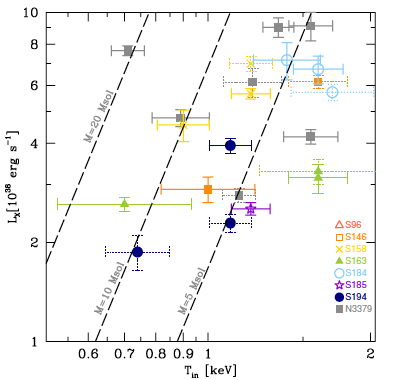 10
8
6
4
2
1
L_X[10^38 erg s^-1]
M=20 Msol
M=10 Msol
M=5 Msol
S96
S146
S158
S163
S184
S185
S194
N3379
0.6 0.7 0.8 0.9 1 2
T_in [keV]